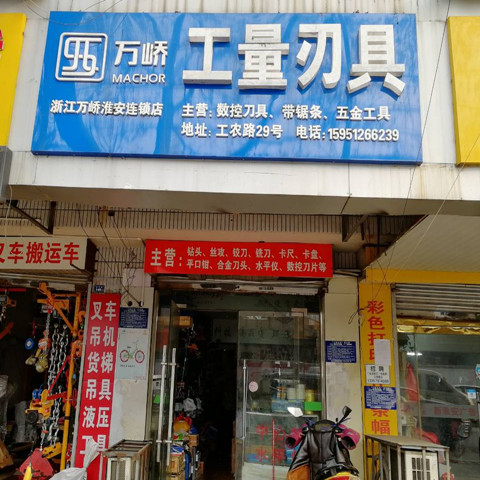 万峤
MACHOR
工量刃具
浙江万峤淮安连锁店
主营：数控刀具、带锯条、五金工具
地址：工农路29号 电话：15951266239
叉车搬运车
主营：
钻头、丝攻、铰刀、铣刀、卡尺、卡盘、
平口钳、合金刀头、水平仪、数控刀片等
叉车
吊机
货梯
吊具
液压
工具
彩色打印
条幅